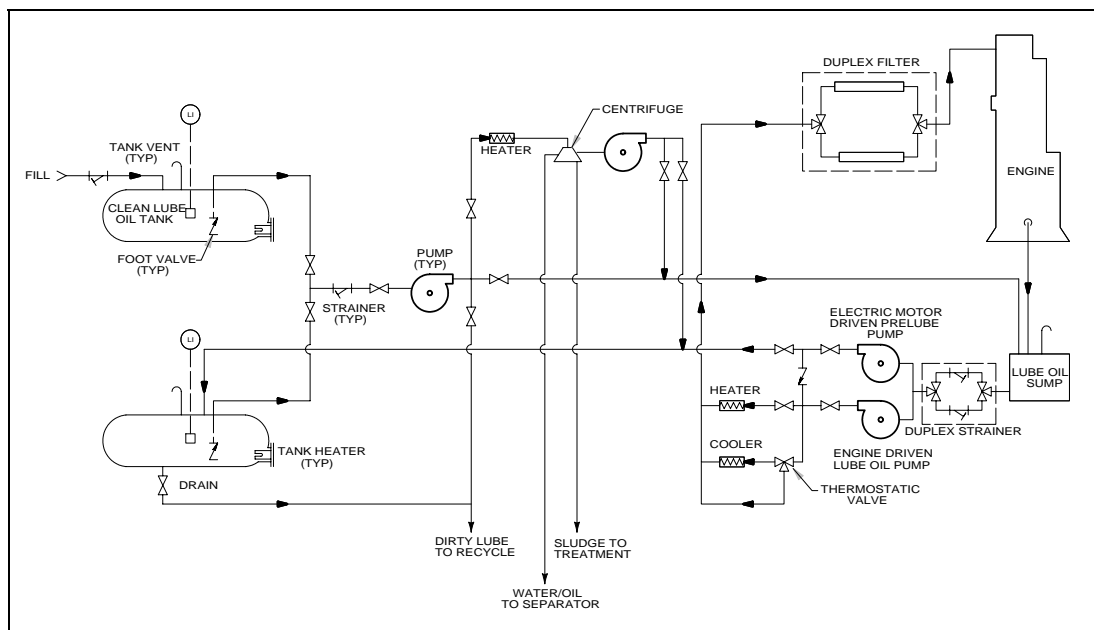 LI
TANK VENT
(TYP)
FILL
CLEAN LUBE
OIL TANK
FOOT VALVE
(TYP)
HEATER
CENTRIFUGE
PUMP
(TYP)
STRAINER
(TYP)
DUPLEX FILTER
ENGINE
LI
TANK HEATER
(TYP)
DRAIN
DIRTY LUBE
TO RECYCLE
SLUDGE TO
TREATMENT
WATER/OIL
TO SEPARATOR
ELECTRIC MOTOR
DRIVEN PRELUBE
PUMP
LUBE OIL
SUMP
HEATER
DUPLEX STRAINER
COOLER
ENGINE DRIVEN
LUBE OIL PUMP
THERMOSTATIC
VALVE